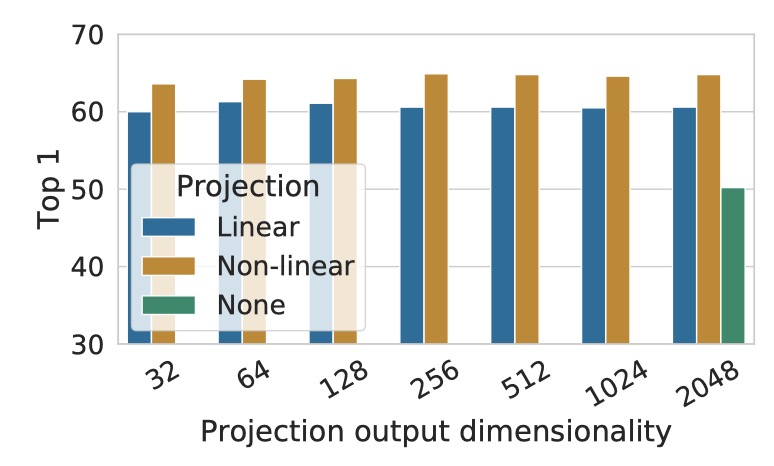 70
60
50
40
30
Top 1
Projection
Linear
Non-linear
None
32 64 128 256 512 1024 2048
Projection output dimensionality